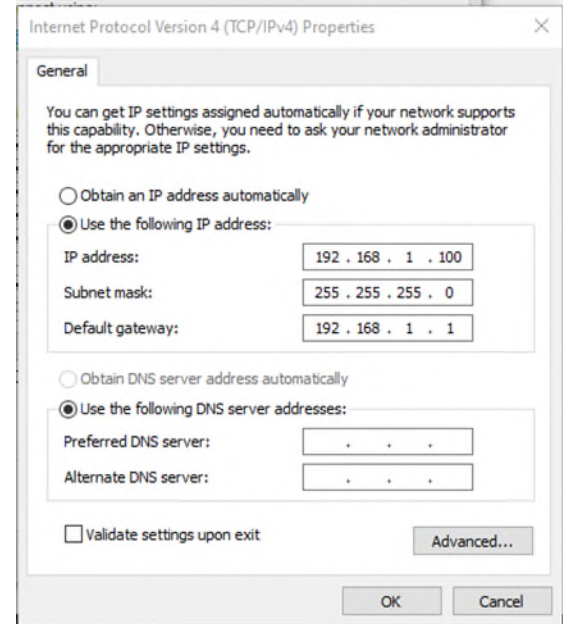 Internet Protocol Version 4 (TCP/IPv4) Properties
General
You can get IP settings assigned automatically if your network supports
this capability. Otherwise, you need to ask your network administrator
for the appropriate IP settings.
Obtain an IP address automatically
Use the following IP address:
IP address: 192 . 168 . 1 . 100
Subnet mask: 255 . 255 . 255 . 0
Default gateway: 192 . 168 . 1 . 1
Obtain DNS server address automatically
Use the following DNS server addresses:
Preferred DNS server: . . .
Alternate DNS server: . . .
Validate settings upon exit
Advanced...
OK Cancel